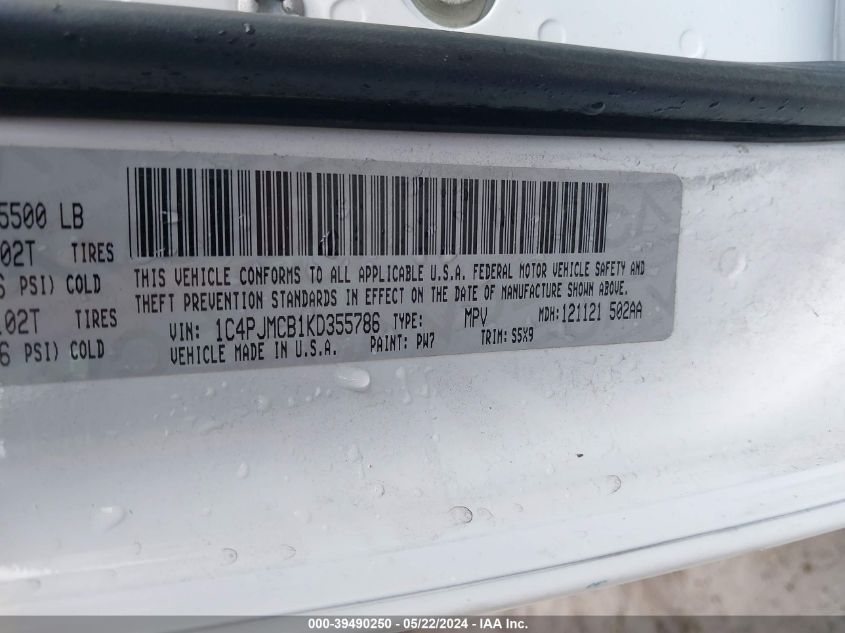 5500 LB
02T TIRES
PSI) COLD
02T TIRES
6 PSI) COLD
THIS VEHICLE CONFORMS TO ALL APPLICABLE U.S.A. FEDERAL MOTOR VEHICLE SAFETY AND
THEFT PREVENTION STANDARDS IN EFFECT ON THE DATE OF MANUFACTURE SHOWN ABOVE.
VIN: 1C4PJMCB1KD355786 TYPE: MPV MDH:121121 502AA
VEHICLE MADE IN U.S.A. PAINT: PW7 TRIM: S5X9
000-39490250 - 05/22/2024 - IAA Inc.